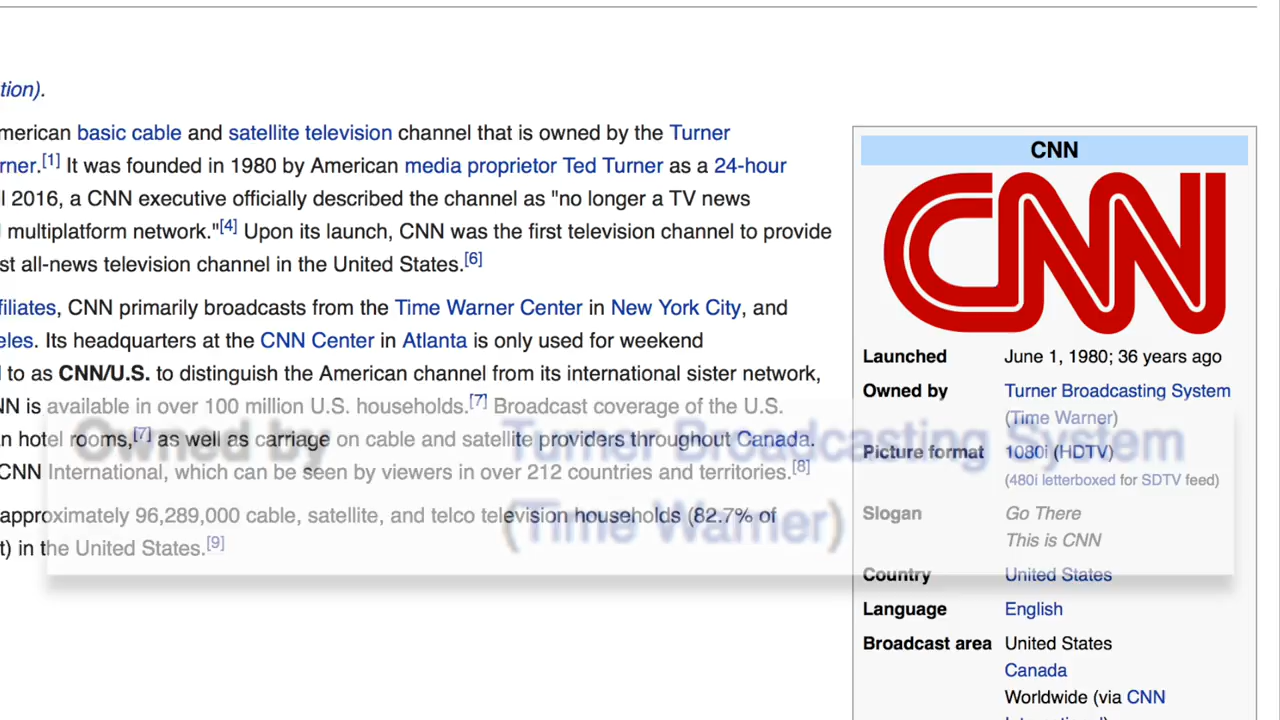 tion).
merican basic cable and satellite television channel that is owned by the Turner
rner.[1] It was founded in 1980 by American media proprietor Ted Turner as a 24-hour
l 2016, a CNN executive officially described the channel as "no longer a TV news
multiplatform network."[4] Upon its launch, CNN was the first television channel to provide
st all-news television channel in the United States.[6]
filiates, CNN primarily broadcasts from the Time Warner Center in New York City, and
eles. Its headquarters at the CNN Center in Atlanta is only used for weekend
l to as CNN/U.S. to distinguish the American channel from its international sister network,
NN is available in over 100 million U.S. households.[7] Broadcast coverage of the U.S.
n hotel rooms,[7] as well as carriage on cable and satellite providers throughout Canada.
CNN International, which can be seen by viewers in over 212 countries and territories.[8]
approximately 96,289,000 cable, satellite, and telco television households (82.7% of
t) in the United States.[9]
Owned by Turner Broadcasting System
(Time Warner)
CNN
CNN
Launched June 1, 1980; 36 years ago
Owned by Turner Broadcasting System
(Time Warner)
Picture format 1080i (HDTV)
(480i letterboxed for SDTV feed)
Slogan Go There
This is CNN
Country United States
Language English
Broadcast area United States
Canada
Worldwide (via CNN